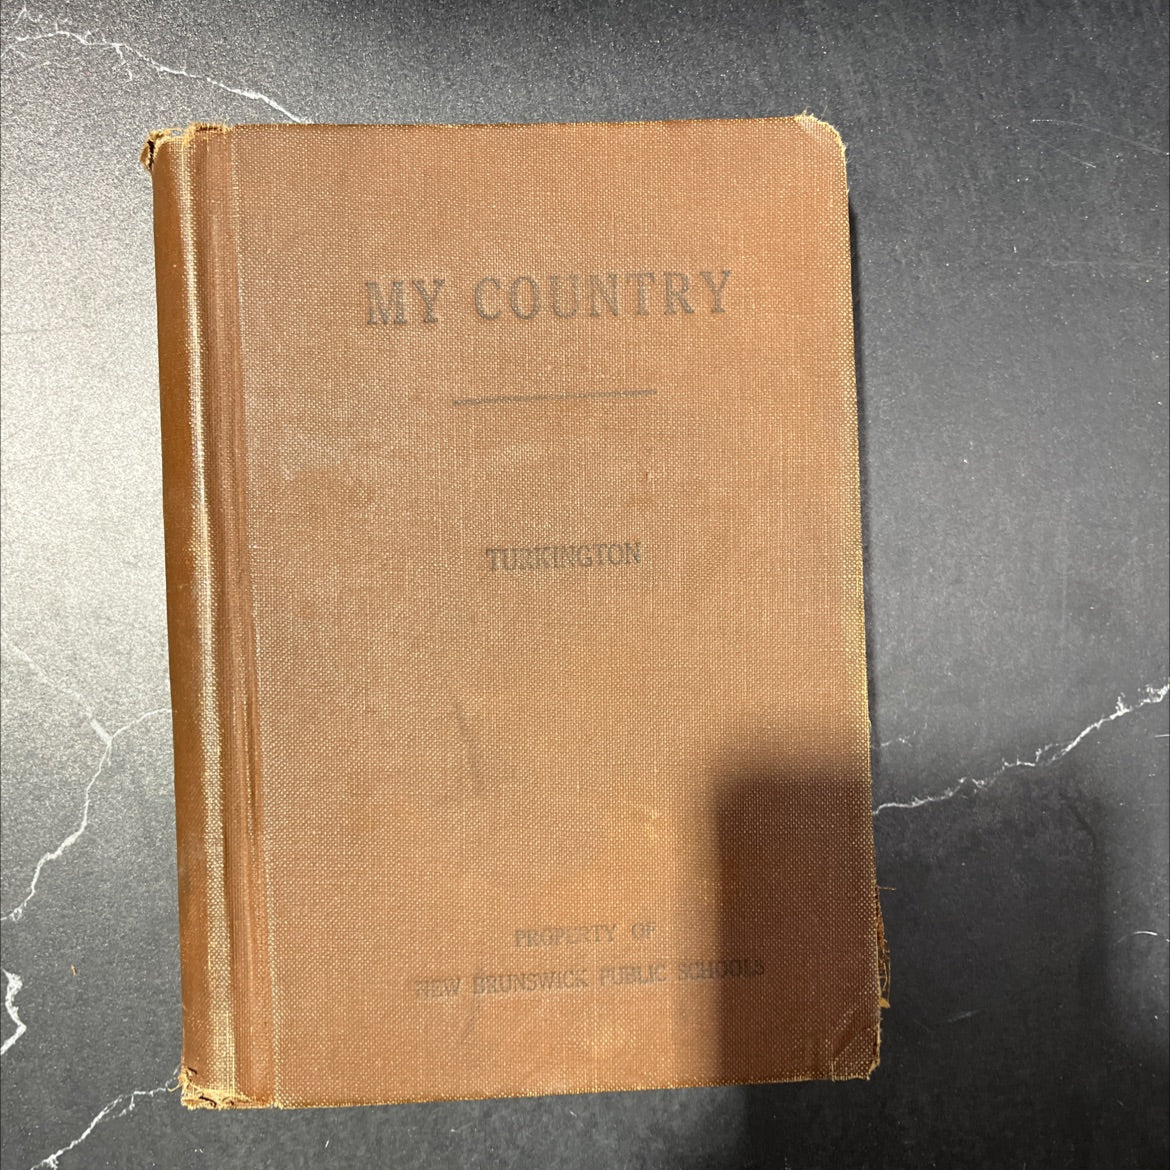 MY COUNTRY
TURKINGTON
PROPERTY OF
NEW BRUNSWICK PUBLIC SCHOOLS